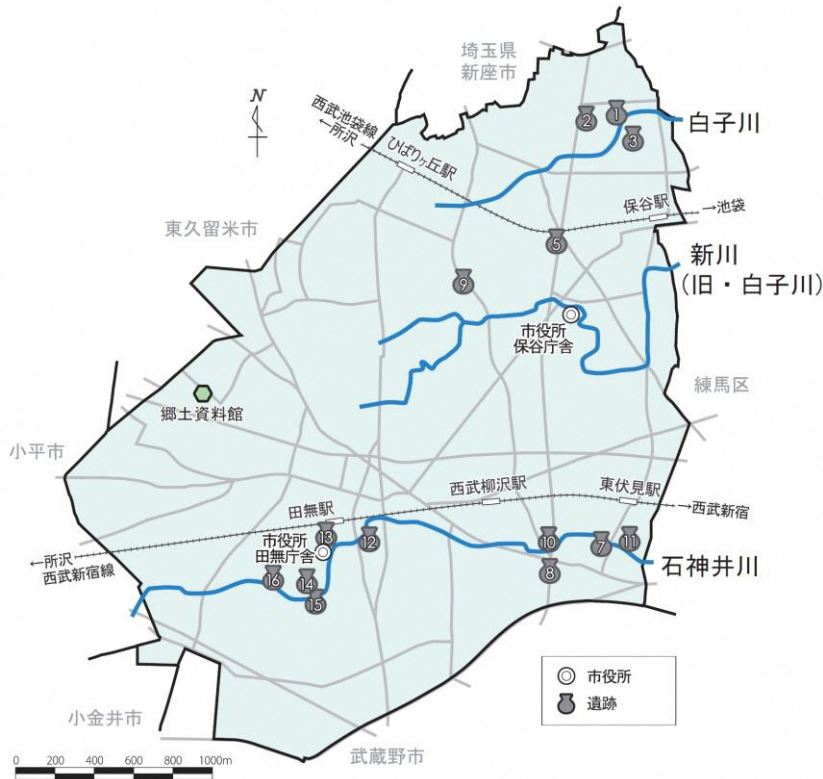 埼玉県
新座市
N
西武池袋線
←所沢
ひばりヶ丘駅
2
1
3
白子川
保谷駅
→池袋
東久留米市
5
9
新川
(旧・白子川)
市役所
保谷庁舎
練馬区
郷土資料館
小平市
西武柳沢駅
東伏見駅
→西武新宿
田無駅
市役所
田無庁舎
13
12
10
7
11
←所沢
西武新宿線
16
14
15
8
石神井川
市役所
遺跡
小金井市
武蔵野市
0 200 400 600 800 1000m